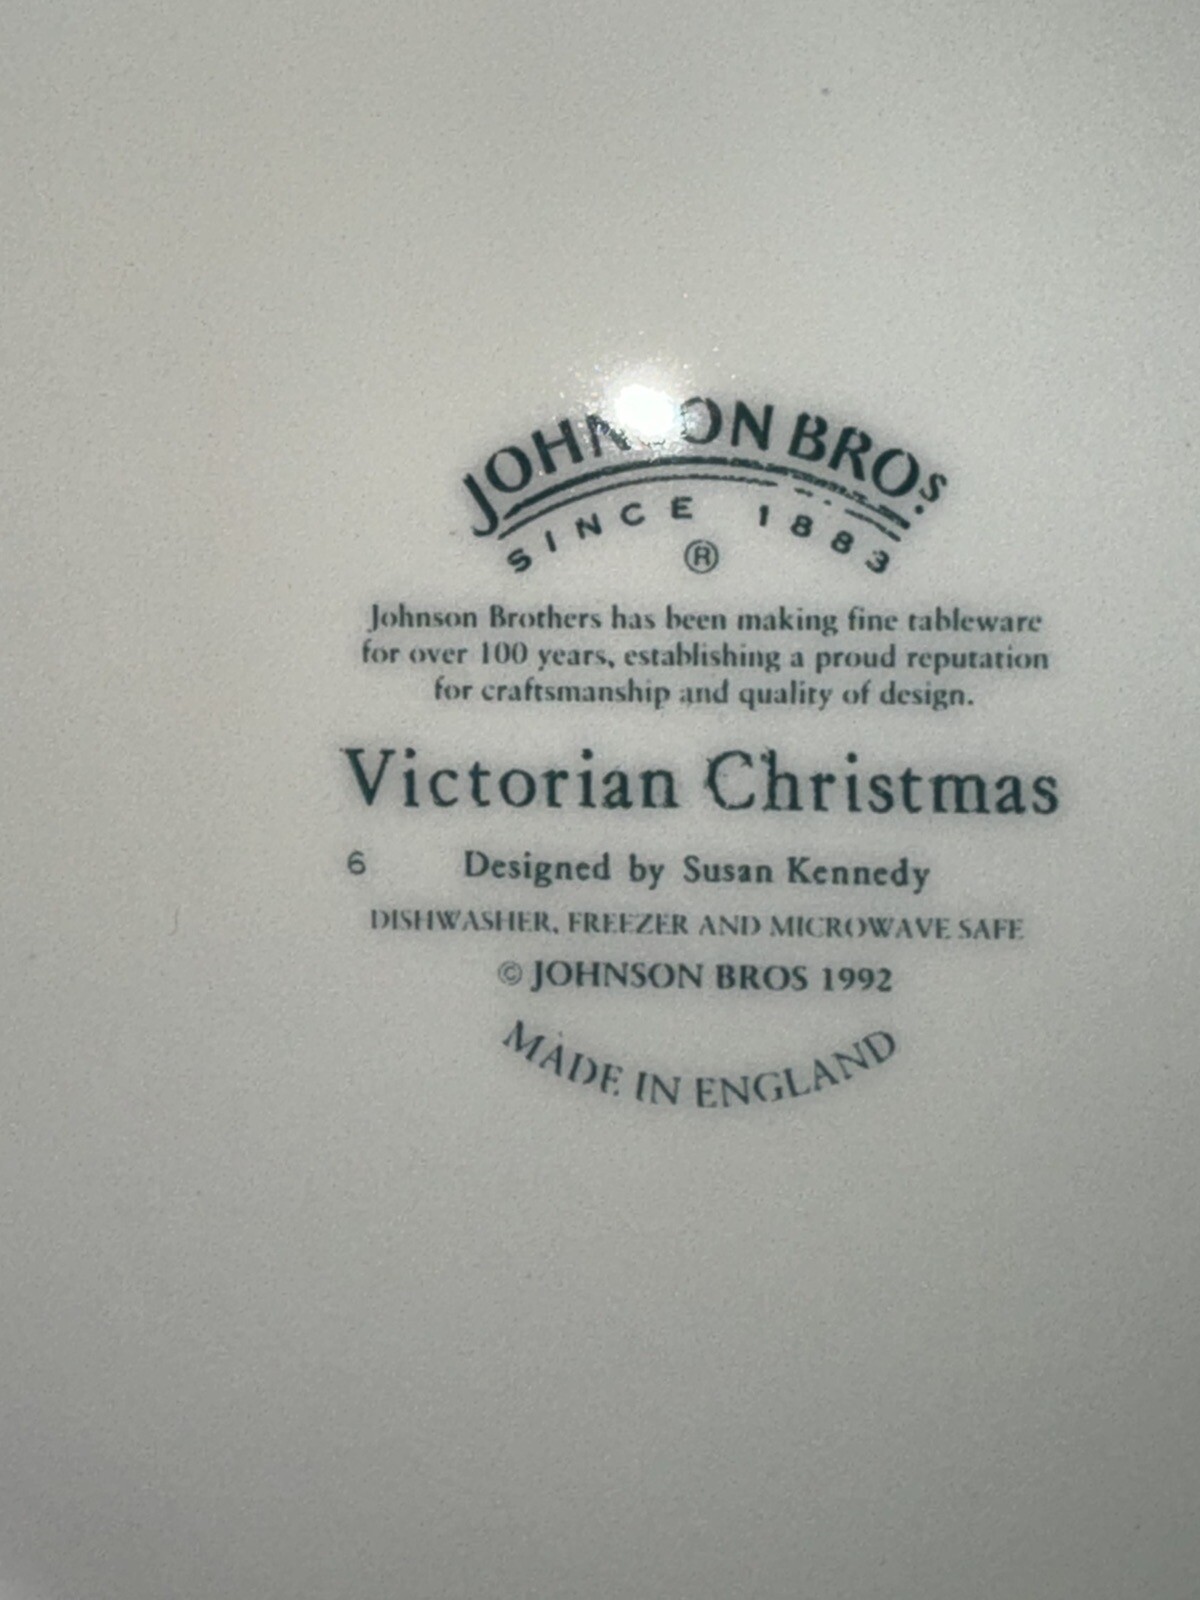 JOHNSON BROS.
SINCE 1883
®
Johnson Brothers has been making fine tableware
for over 100 years, establishing a proud reputation
for craftsmanship and quality of design.
Victorian Christmas
6 Designed by Susan Kennedy
DISHWASHER, FREEZER AND MICROWAVE SAFE
© JOHNSON BROS 1992
MADE IN ENGLAND